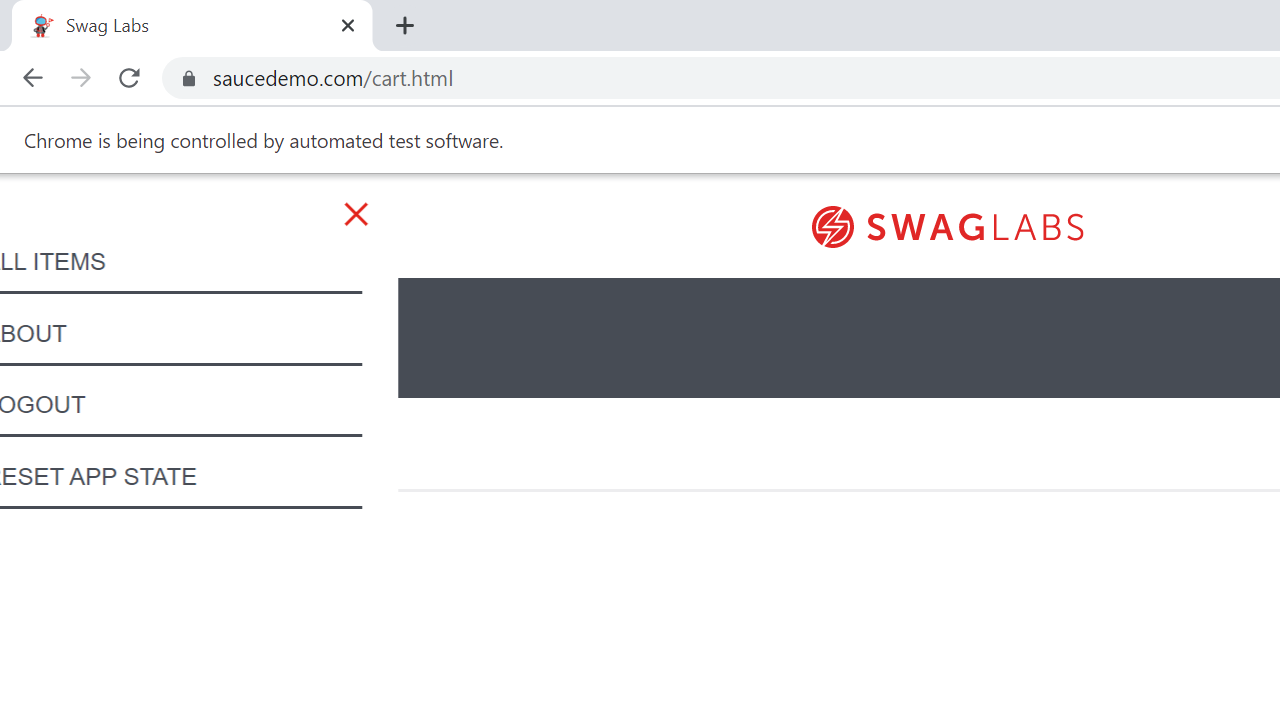 Swag Labs
saucedemo.com/cart.html
Chrome is being controlled by automated test software.
SWAGLABS
LL ITEMS
BOUT
OGOUT
ESET APP STATE